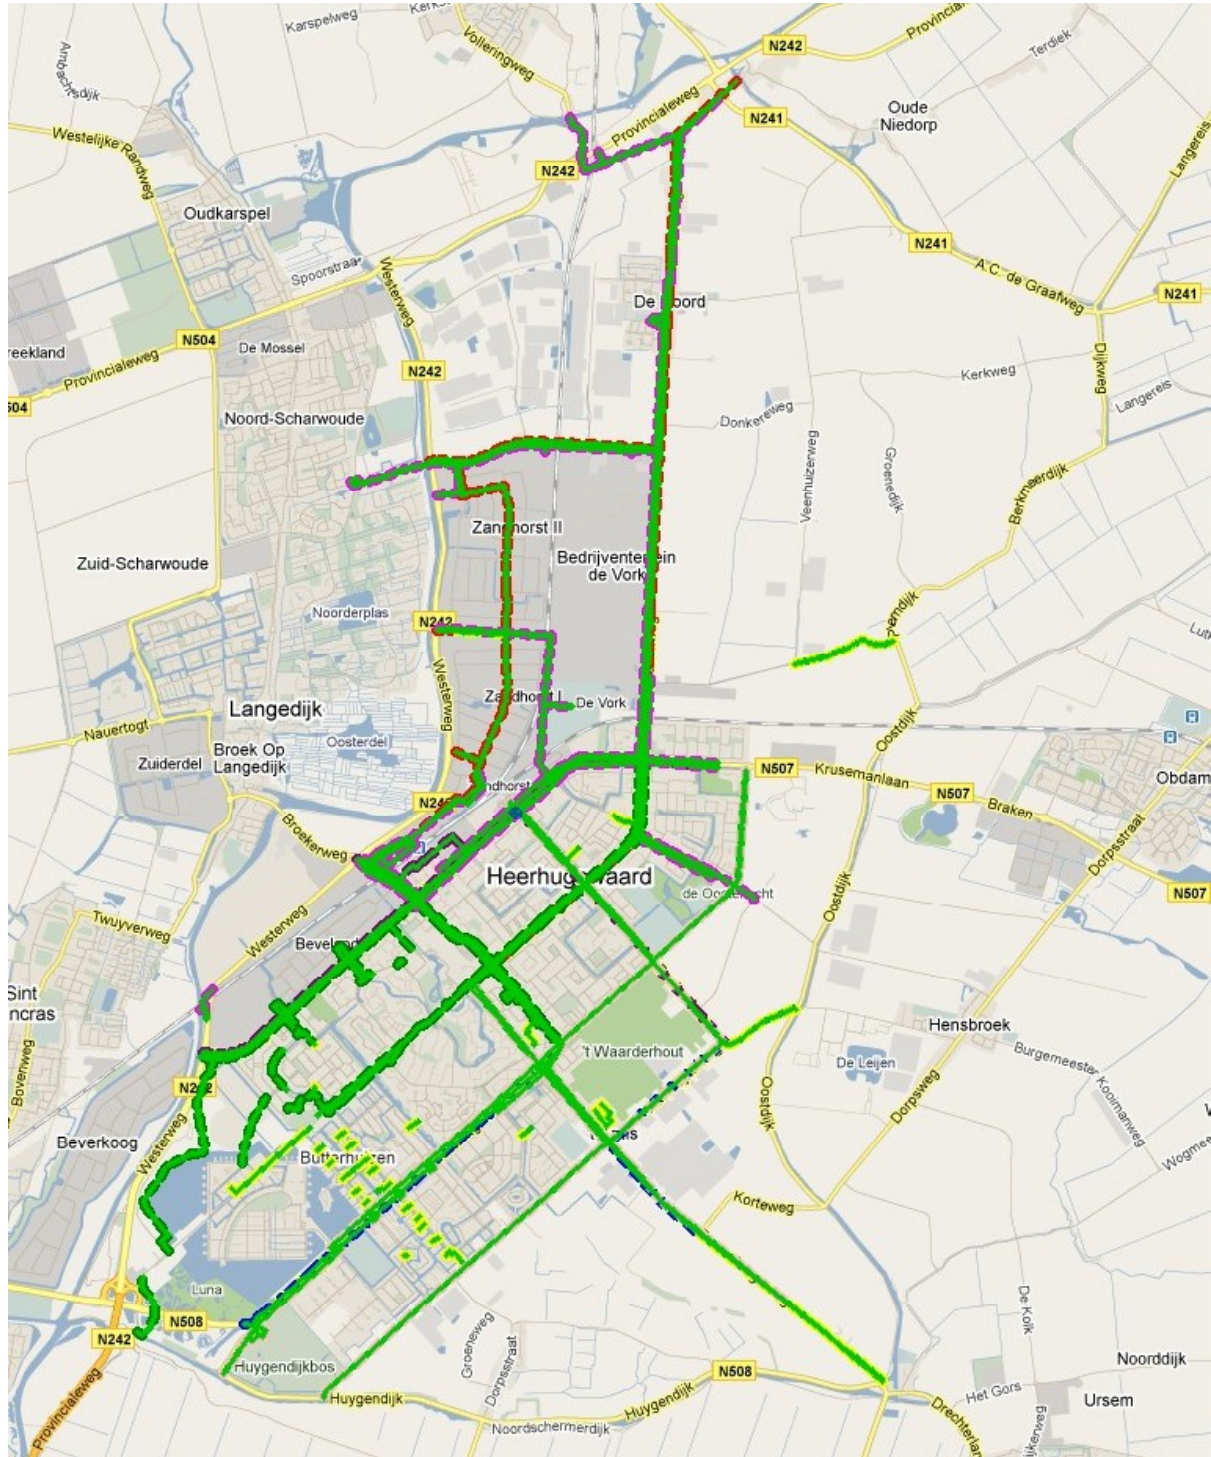 Karspelweg
Volleringweg
N242
Terdiek
Ambachtsdijk
Westelijke Randweg
Provincialeweg
N241
Oude
Niedorp
Langereis
N242
Oudkarspel
Spoorstraat
N241
A.C. de Graafweg
N241
Westerweg
De Mossel
N504
reekland
Provincialeweg
504
N242
Dijkweg
Kerkweg
Langereis
Noord-Scharwoude
Donkereweg
Veenhuizerweg
Groenedijk
Berkmeerdijk
Bedrijventerrein
de Vork
Zuid-Scharwoude
Noorderplas
N242
Westerweg
De Vork
Langedijk
Nauertogt
Oosterdel
Oostdijk
Zuiderdel
Broek Op
Langedijk
N507
Krusemanlaan
Obdam
N507
Braken
Dorpsstraat
Broekerweg
N507
Oostdijk
Twuyverweg
Westerweg
Sint
ncras
Hensbroek
't Waarderhout
De Leijen
Burgemeester Kooimanweg
Boverweg
Oostdijk
Dorpsweg
Beverkoog
Westerweg
Butterhuizen
Korteweg
Luna
N508
N242
De Kolk
Groeneweg
Dorpsstraat
Huygendijkbos
Huygendijk
Huygendijk
N508
Noorddijk
Het Gors
Ursem
Noordschermerdijk
Provincialeweg